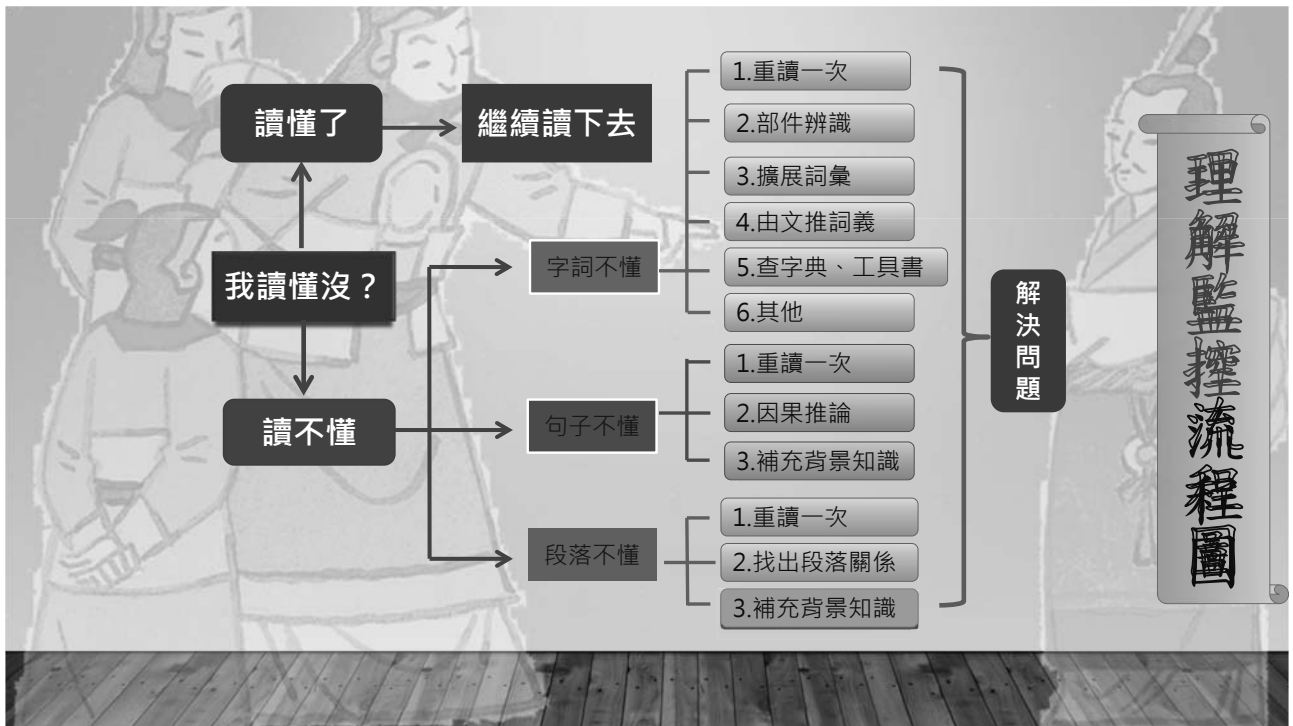 理解監控流程圖
我讀懂沒？
讀懂了
繼續讀下去
讀不懂
字詞不懂
1.重讀一次
2.部件辨識
3.擴展詞彙
4.由文推詞義
5.查字典、工具書
6.其他
句子不懂
1.重讀一次
2.因果推論
3.補充背景知識
段落不懂
1.重讀一次
2.找出段落關係
3.補充背景知識
解決問題